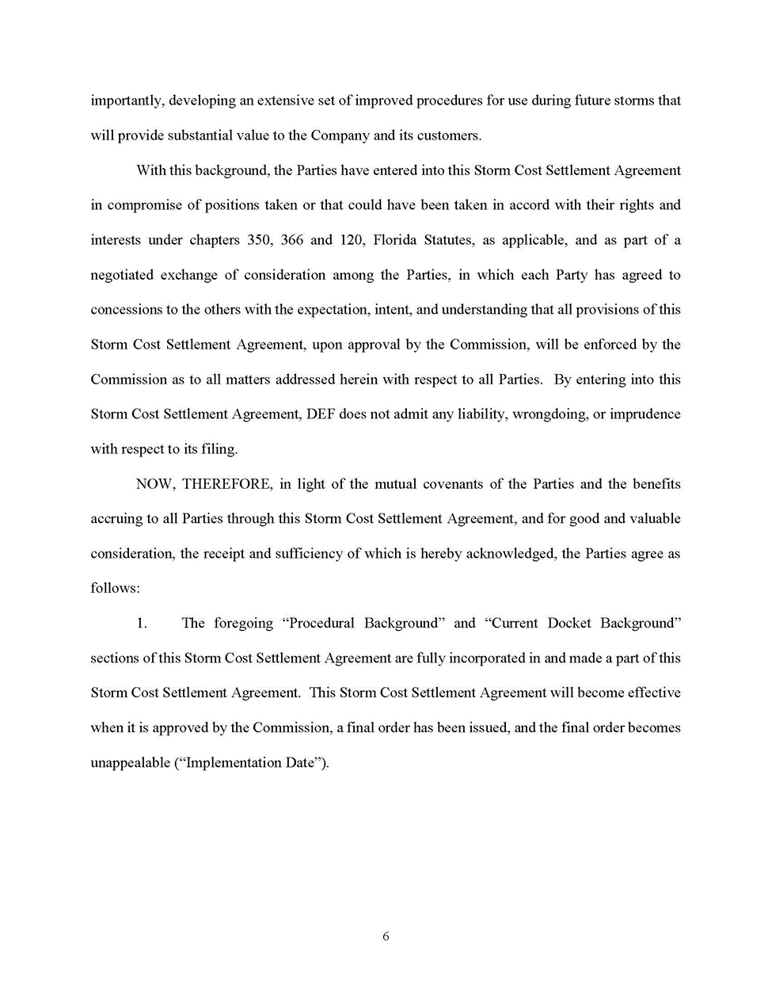 importantly, developing an extensive set of improved procedures for use during future storms that
will provide substantial value to the Company and its customers.
With this background, the Parties have entered into this Storm Cost Settlement Agreement
in compromise of positions taken or that could have been taken in accord with their rights and
interests under chapters 350, 366 and 120, Florida Statutes, as applicable, and as part of a
negotiated exchange of consideration among the Parties, in which each Party has agreed to
concessions to the others with the expectation, intent, and understanding that all provisions of this
Storm Cost Settlement Agreement, upon approval by the Commission, will be enforced by the
Commission as to all matters addressed herein with respect to all Parties.  By entering into this
Storm Cost Settlement Agreement, DEF does not admit any liability, wrongdoing, or imprudence
with respect to its filing.
NOW, THEREFORE, in light of the mutual covenants of the Parties and the benefits
accruing to all Parties through this Storm Cost Settlement Agreement, and for good and valuable
consideration, the receipt and sufficiency of which is hereby acknowledged, the Parties agree as
follows:
1. The foregoing “Procedural Background” and “Current Docket Background”
sections of this Storm Cost Settlement Agreement are fully incorporated in and made a part of this
Storm Cost Settlement Agreement.  This Storm Cost Settlement Agreement will become effective
when it is approved by the Commission, a final order has been issued, and the final order becomes
unappealable (“Implementation Date”).
6